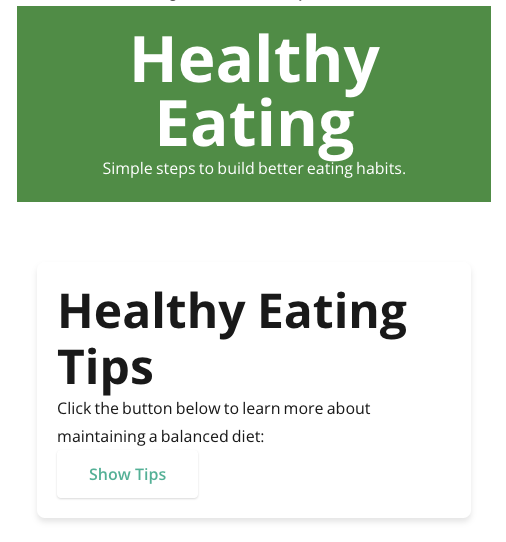 Healthy
Eating
Simple steps to build better eating habits.
Healthy Eating
Tips
Click the button below to learn more about
maintaining a balanced diet:
Show Tips